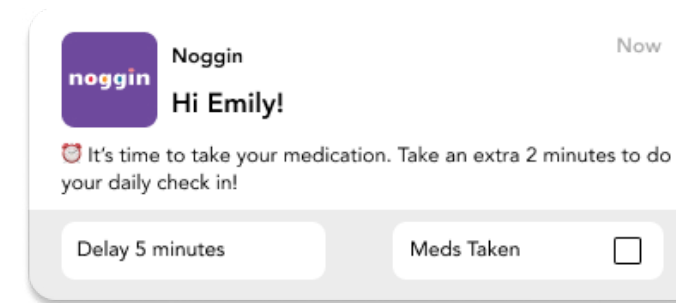 noggin
Noggin
Now
Hi Emily!
⏰ It's time to take your medication. Take an extra 2 minutes to do
your daily check in!
Delay 5 minutes
Meds Taken